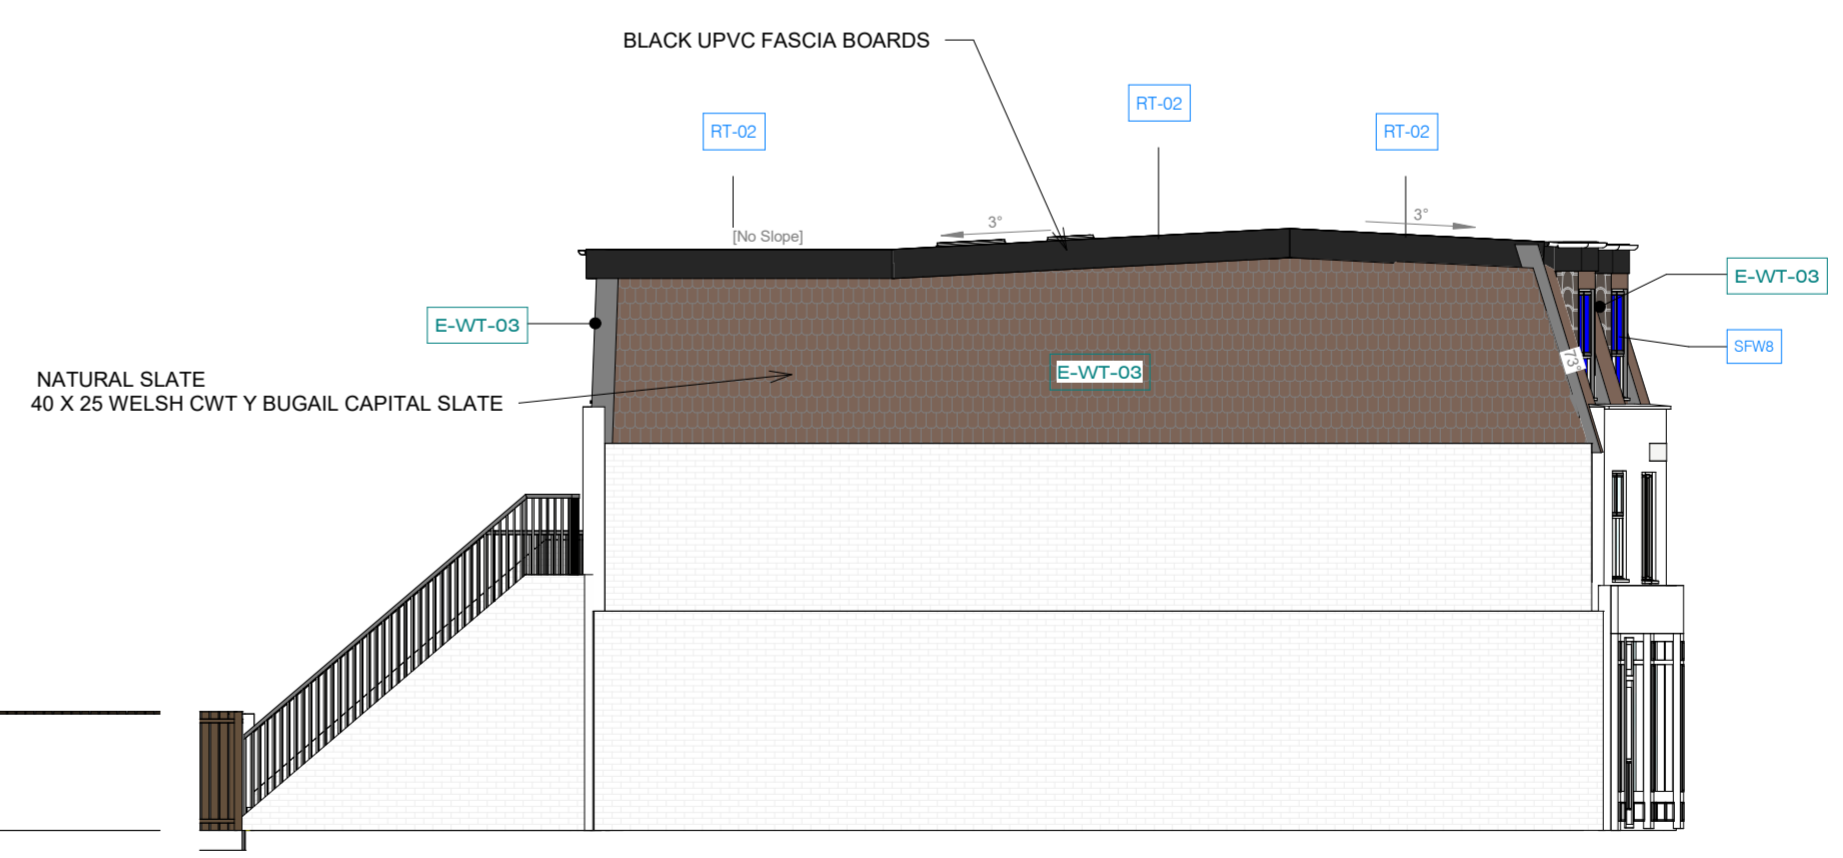 BLACK UPVC FASCIA BOARDS
RT-02
RT-02
RT-02
3°
3°
[No Slope]
E-WT-03
E-WT-03
SFW8
73°
E-WT-03
NATURAL SLATE
40 X 25 WELSH CWT Y BUGAIL CAPITAL SLATE